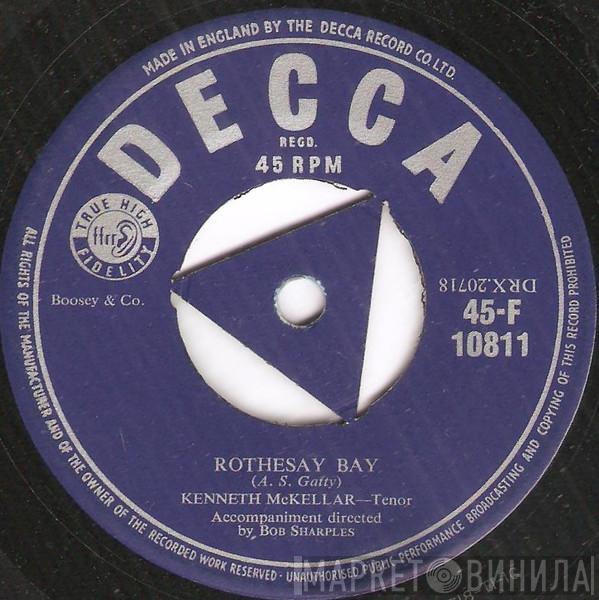 MADE IN ENGLAND BY THE DECCA RECORD CO LTD.
DECCA
REGD.
45 RPM
TRUE HIGH
ffrr
FIDELITY
Boosey & Co.
DRX.20718
45-F
10811
ROTHESAY BAY
(A. S. Gatty)
KENNETH McKELLAR—Tenor
Accompaniment directed
by BOB SHARPLES
ALL RIGHTS OF THE MANUFACTURER AND OF THE OWNER OF THE RECORDED WORK RESERVED · UNAUTHORISED PUBLIC PERFORMANCE BROADCASTING AND COPYING OF THIS RECORD PROHIBITED
МАРКЕТ ВИНИЛА